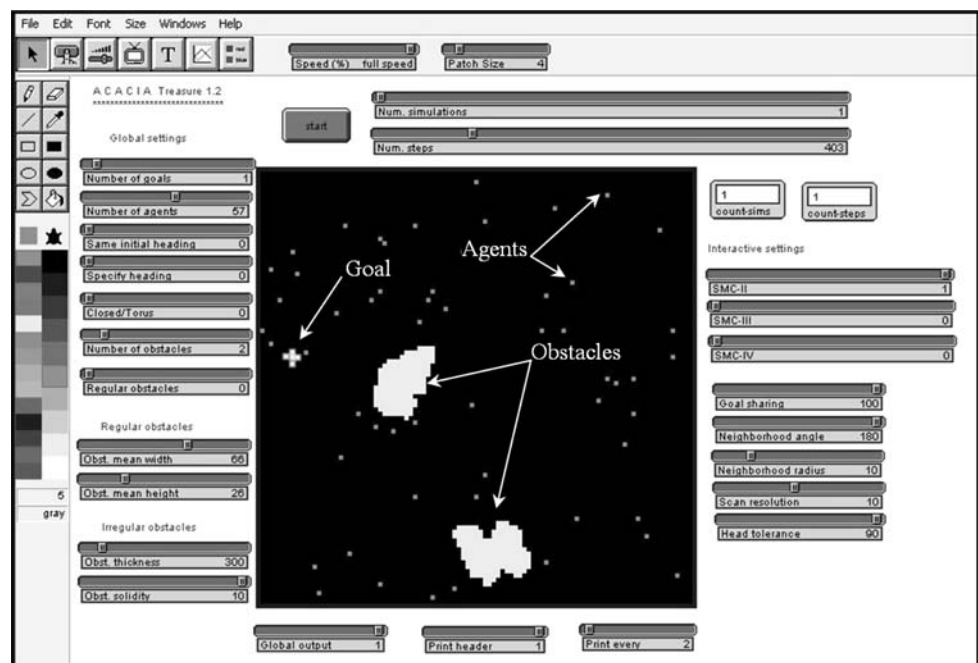 File Edit Font Size Windows Help
T
Speed (%) full speed
Patch Size 4
A C A C I A Treasure 1.2
start
Num. simulations 1
Num. steps 403
Global settings
Number of goals 1
Number of agents 57
Same initial heading 0
Specify heading 0
Closed/Torus 0
Number of obstacles 2
Regular obstacles 0
Regular obstacles
Obst. mean width 66
Obst. mean height 26
Irregular obstacles
Obst. thickness 300
Obst. solidity 10
5
gray
Goal
Agents
Obstacles
1
count-sims
1
count-steps
Interactive settings
SMC-II 1
SMC-III 0
SMC-IV 0
Goal sharing 100
Neighborhood angle 180
Neighborhood radius 10
Scan resolution 10
Head tolerance 90
Global output 1
Print header 1
Print every 2